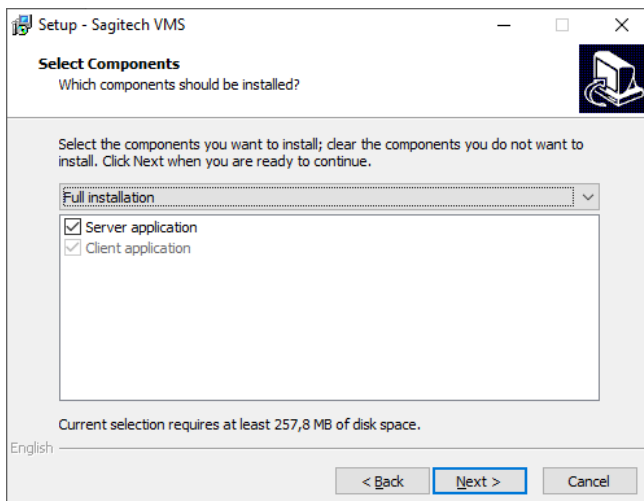 Setup - Sagitech VMS
Select Components
Which components should be installed?
Select the components you want to install; clear the components you do not want to
install. Click Next when you are ready to continue.
Full installation
Server application
Client application
Current selection requires at least 257,8 MB of disk space.
English
< Back
Next >
Cancel